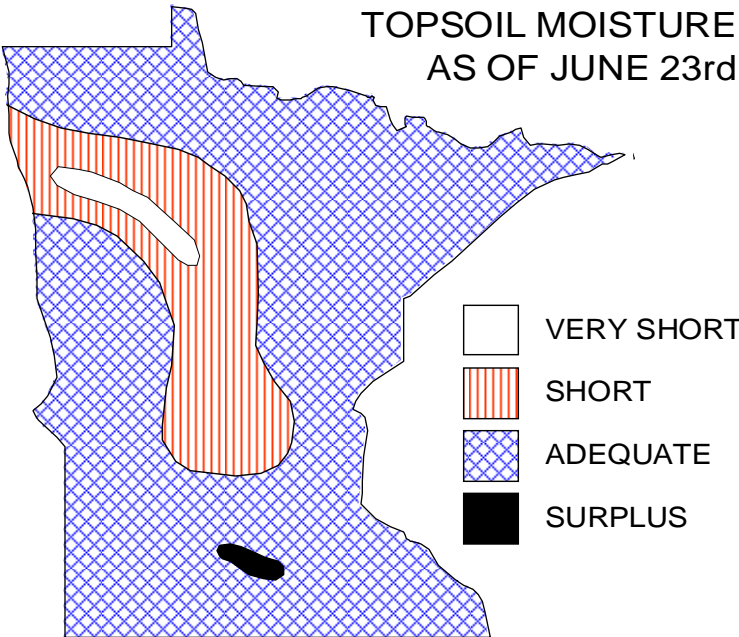 TOPSOIL MOISTURE
AS OF JUNE 23rd
VERY SHORT
SHORT
ADEQUATE
SURPLUS